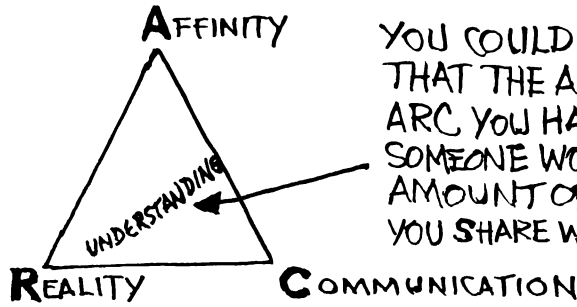 AFFINITY
YOU COULD
THAT THE A
ARC YOU HA
SOMEONE WO
AMOUNT O
YOU SHARE W
UNDERSTANDING
REALITY
COMMUNICATION